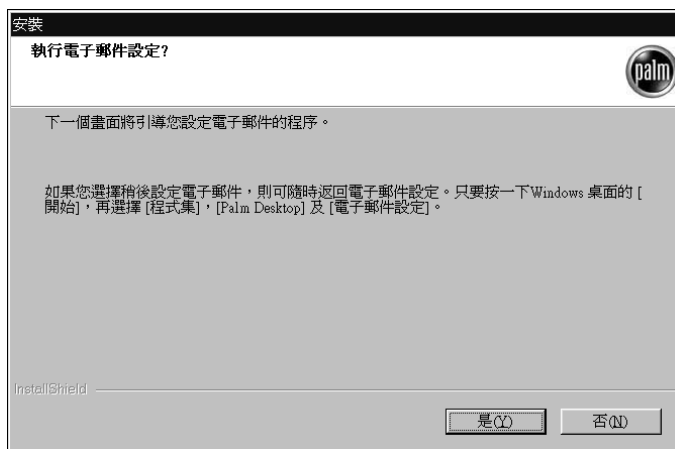 安裝
執行電子郵件設定?
palm
下一個畫面將引導您設定電子郵件的程序。
如果您選擇稍後設定電子郵件，則可隨時返回電子郵件設定。只要按一下Windows 桌面的 [
開始]，再選擇 [程式集]，[Palm Desktop] 及 [電子郵件設定]。
InstallShield
是(Y)
否(N)